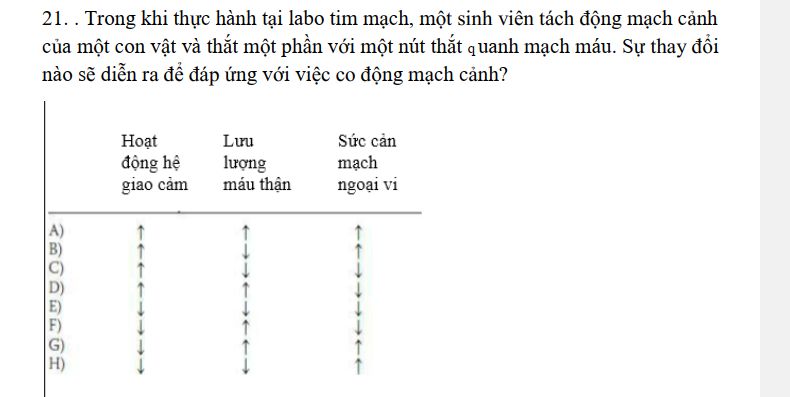 21. . Trong khi thực hành tại labo tim mạch, một sinh viên tách động mạch cảnh
của một con vật và thắt một phần với một nút thắt quanh mạch máu. Sự thay đổi
nào sẽ diễn ra để đáp ứng với việc co động mạch cảnh?
Hoạt Lưu Sức cản
động hệ lượng mạch
giao cảm máu thận ngoại vi
A) ↑ ↑ ↑
B) ↑ ↓ ↑
C) ↑ ↓ ↓
D) ↑ ↑ ↓
E) ↓ ↓ ↓
F) ↓ ↑ ↓
G) ↓ ↑ ↑
H) ↓ ↓ ↑